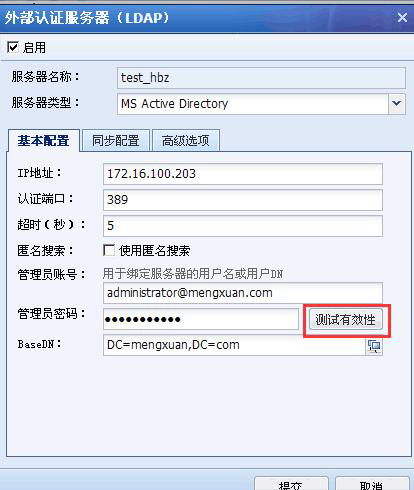 外部认证服务器（LDAP）
启用
服务器名称： test_hbz
服务器类型： MS Active Directory
基本配置 同步配置 高级选项
IP地址： 172.16.100.203
认证端口： 389
超时（秒）： 5
匿名搜索： 使用匿名搜索
管理员账号： 用于绑定服务器的用户名或用户DN
administrator@mengxuan.com
管理员密码： ●●●●●●●●●●● 测试有效性
BaseDN： DC=mengxuan,DC=com
提交 取消